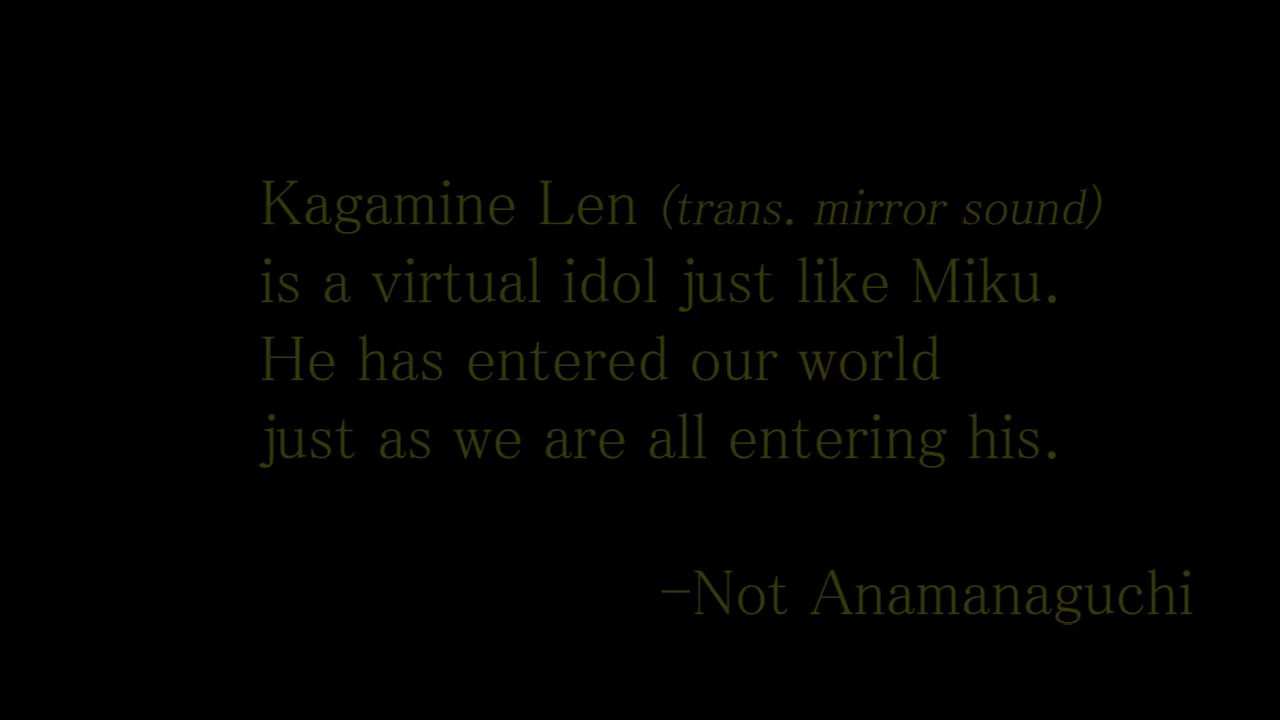 Kagamine Len (trans. mirror sound)
is a virtual idol just like Miku.
He has entered our world
just as we are all entering his.
-Not Anamanaguchi